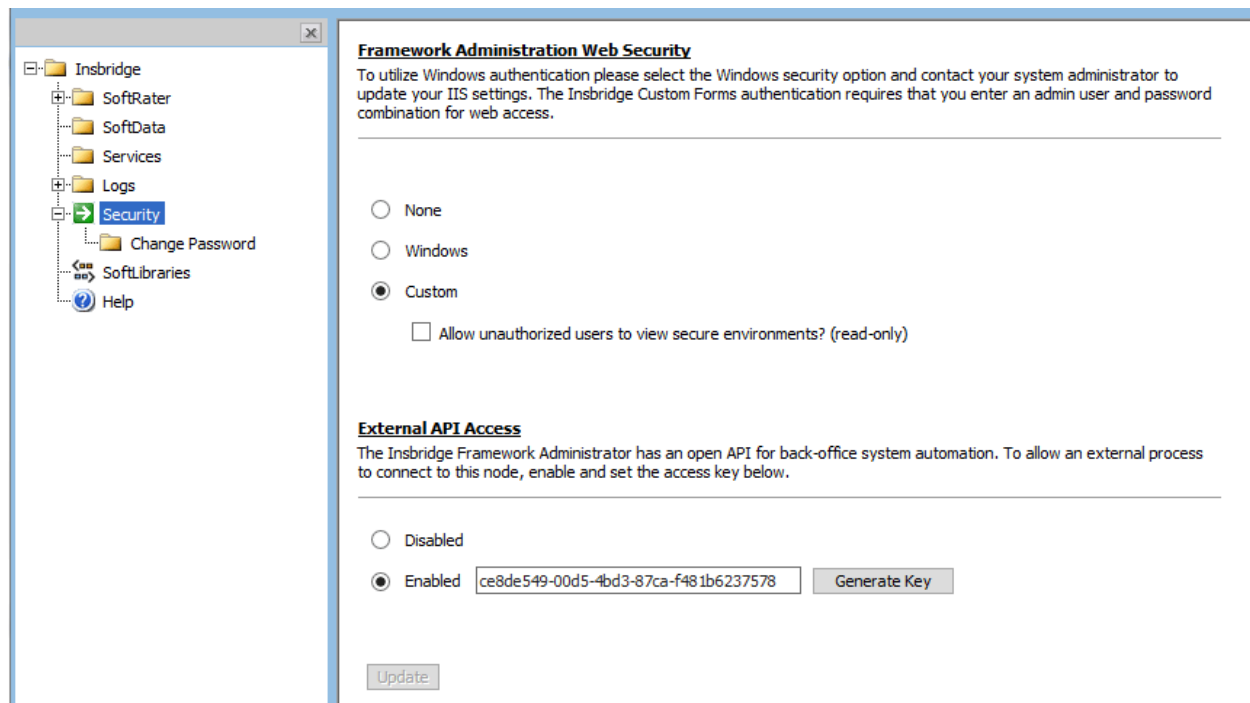 Insbridge
SoftRater
SoftData
Services
Logs
Security
Change Password
SoftLibraries
Help
Framework Administration Web Security
To utilize Windows authentication please select the Windows security option and contact your system administrator to
update your IIS settings. The Insbridge Custom Forms authentication requires that you enter an admin user and password
combination for web access.
None
Windows
Custom
Allow unauthorized users to view secure environments? (read-only)
External API Access
The Insbridge Framework Administrator has an open API for back-office system automation. To allow an external process
to connect to this node, enable and set the access key below.
Disabled
Enabled ce8de549-00d5-4bd3-87ca-f481b6237578 Generate Key
Update